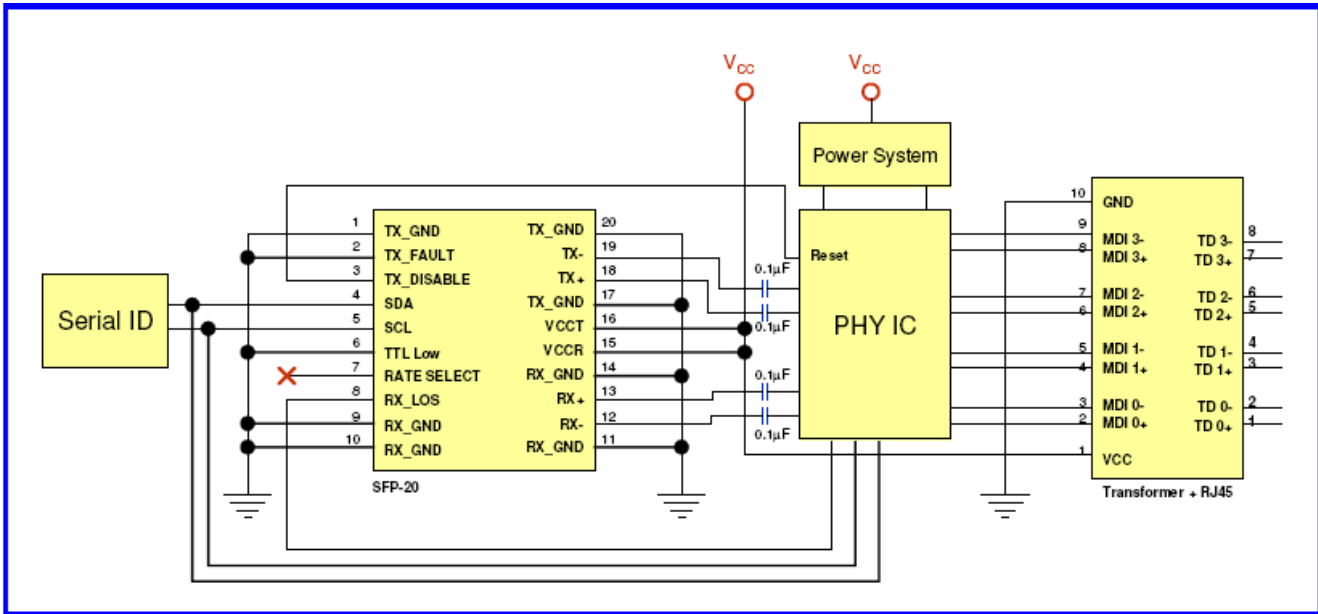 V_CC
V_CC
Power System
Serial ID
1 TX_GND
2 TX_FAULT
3 TX_DISABLE
4 SDA
5 SCL
6 TTL Low
7 RATE SELECT
8 RX_LOS
9 RX_GND
10 RX_GND
TX_GND 20
TX- 19
TX+ 18
TX_GND 17
VCCT 16
VCCR 15
RX_GND 14
RX+ 13
RX- 12
RX_GND 11
SFP-20
0.1µF
0.1µF
0.1µF
0.1µF
Reset
PHY IC
10 GND
9 MDI 3-
8 MDI 3+
7 MDI 2-
6 MDI 2+
5 MDI 1-
4 MDI 1+
3 MDI 0-
2 MDI 0+
1 VCC
TD 3- 8
TD 3+ 7
TD 2- 6
TD 2+ 5
TD 1- 4
TD 1+ 3
TD 0- 2
TD 0+ 1
Transformer + RJ45